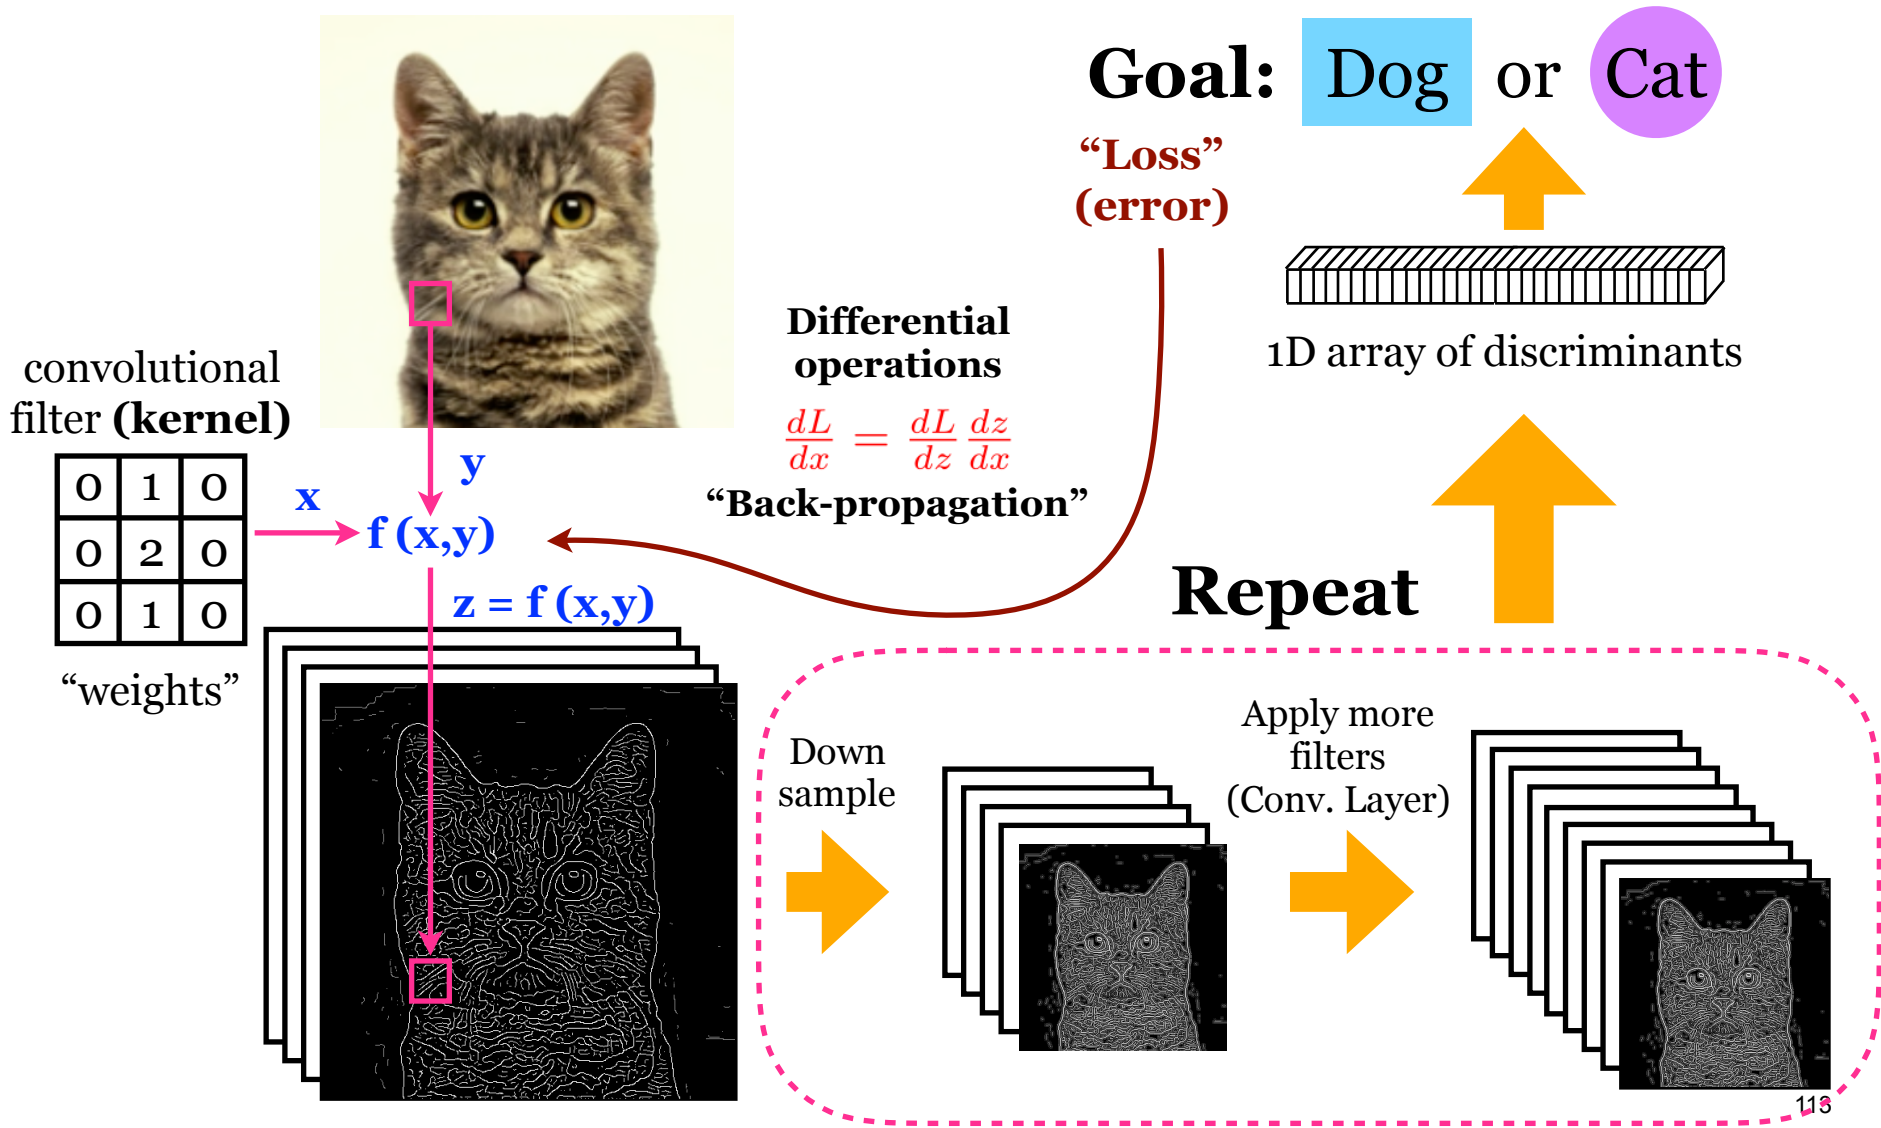 Goal: Dog or Cat
“Loss”
(error)
1D array of discriminants
Differential
operations
dL/dx = dL/dz dz/dx
“Back-propagation”
convolutional
filter (kernel)
0 1 0
0 2 0
0 1 0
“weights”
x
y
f (x,y)
z = f (x,y)
Repeat
Down
sample
Apply more
filters
(Conv. Layer)
113